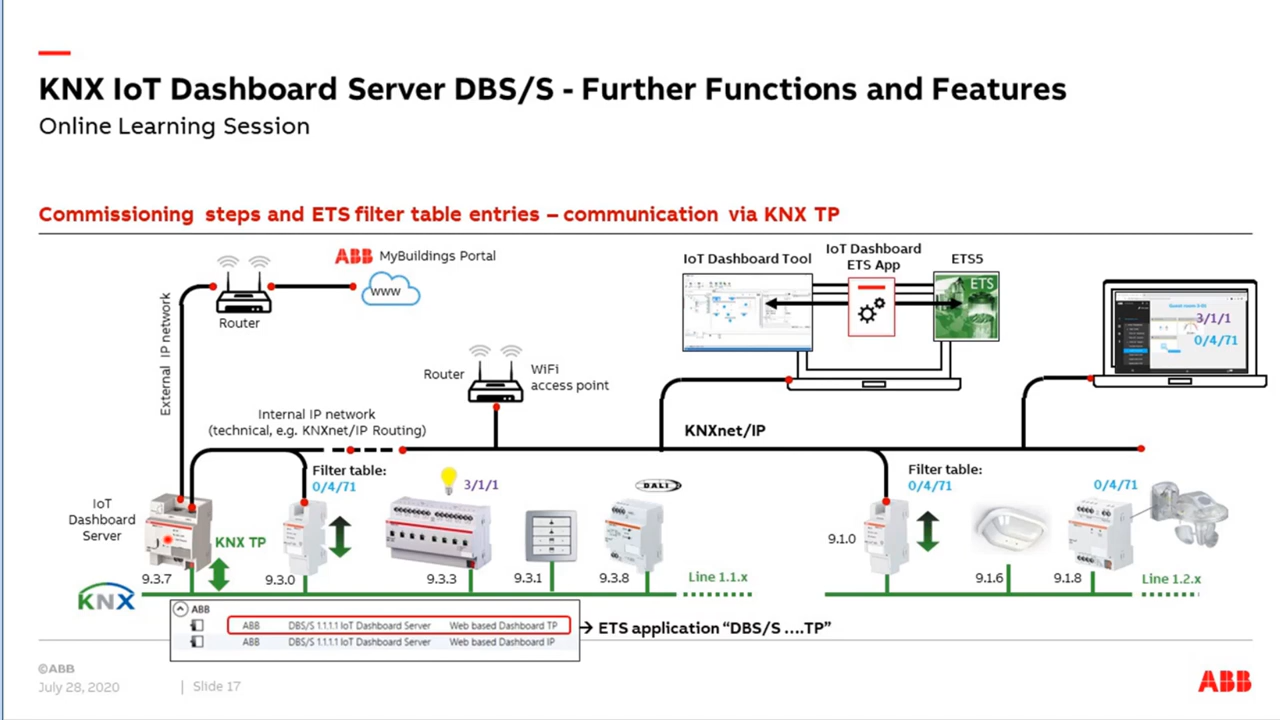 KNX IoT Dashboard Server DBS/S - Further Functions and Features
Online Learning Session
Commissioning steps and ETS filter table entries – communication via KNX TP
ABB MyBuildings Portal
www
Router
External IP network
IoT Dashboard Tool
IoT Dashboard
ETS App
ETS5
ETS
3/1/1
0/4/71
Router
WiFi
access point
Internal IP network
(technical, e.g. KNXnet/IP Routing)
KNXnet/IP
IoT
Dashboard
Server
Filter table:
0/4/71
3/1/1
DALI
Filter table:
0/4/71
0/4/71
KNX TP
9.3.7
9.3.0
9.3.3
9.3.1
9.3.8
Line 1.1.x
9.1.0
9.1.6
9.1.8
Line 1.2.x
KNX
ABB
ABB DBS/S 1.1.1.1 IoT Dashboard Server Web based Dashboard TP
ABB DBS/S 1.1.1.1 IoT Dashboard Server Web based Dashboard IP
→ ETS application “DBS/S ....TP”
©ABB
July 28, 2020 | Slide 17
ABB